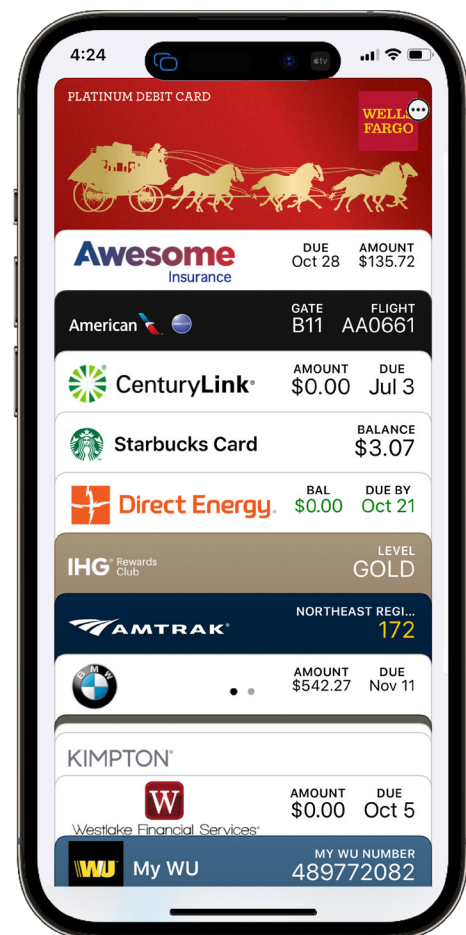 4:24
tv
PLATINUM DEBIT CARD
WELLS
FARGO
Awesome
Insurance
DUE AMOUNT
Oct 28 $135.72
American
GATE FLIGHT
B11 AA0661
CenturyLink®
AMOUNT DUE
$0.00 Jul 3
Starbucks Card
BALANCE
$3.07
Direct Energy.
BAL DUE BY
$0.00 Oct 21
IHG® Rewards
Club
LEVEL
GOLD
AMTRAK®
NORTHEAST REGI...
172
BMW
AMOUNT DUE
$542.27 Nov 11
KIMPTON®
W
Westlake Financial Services®
AMOUNT DUE
$0.00 Oct 5
WU My WU
MY WU NUMBER
489772082